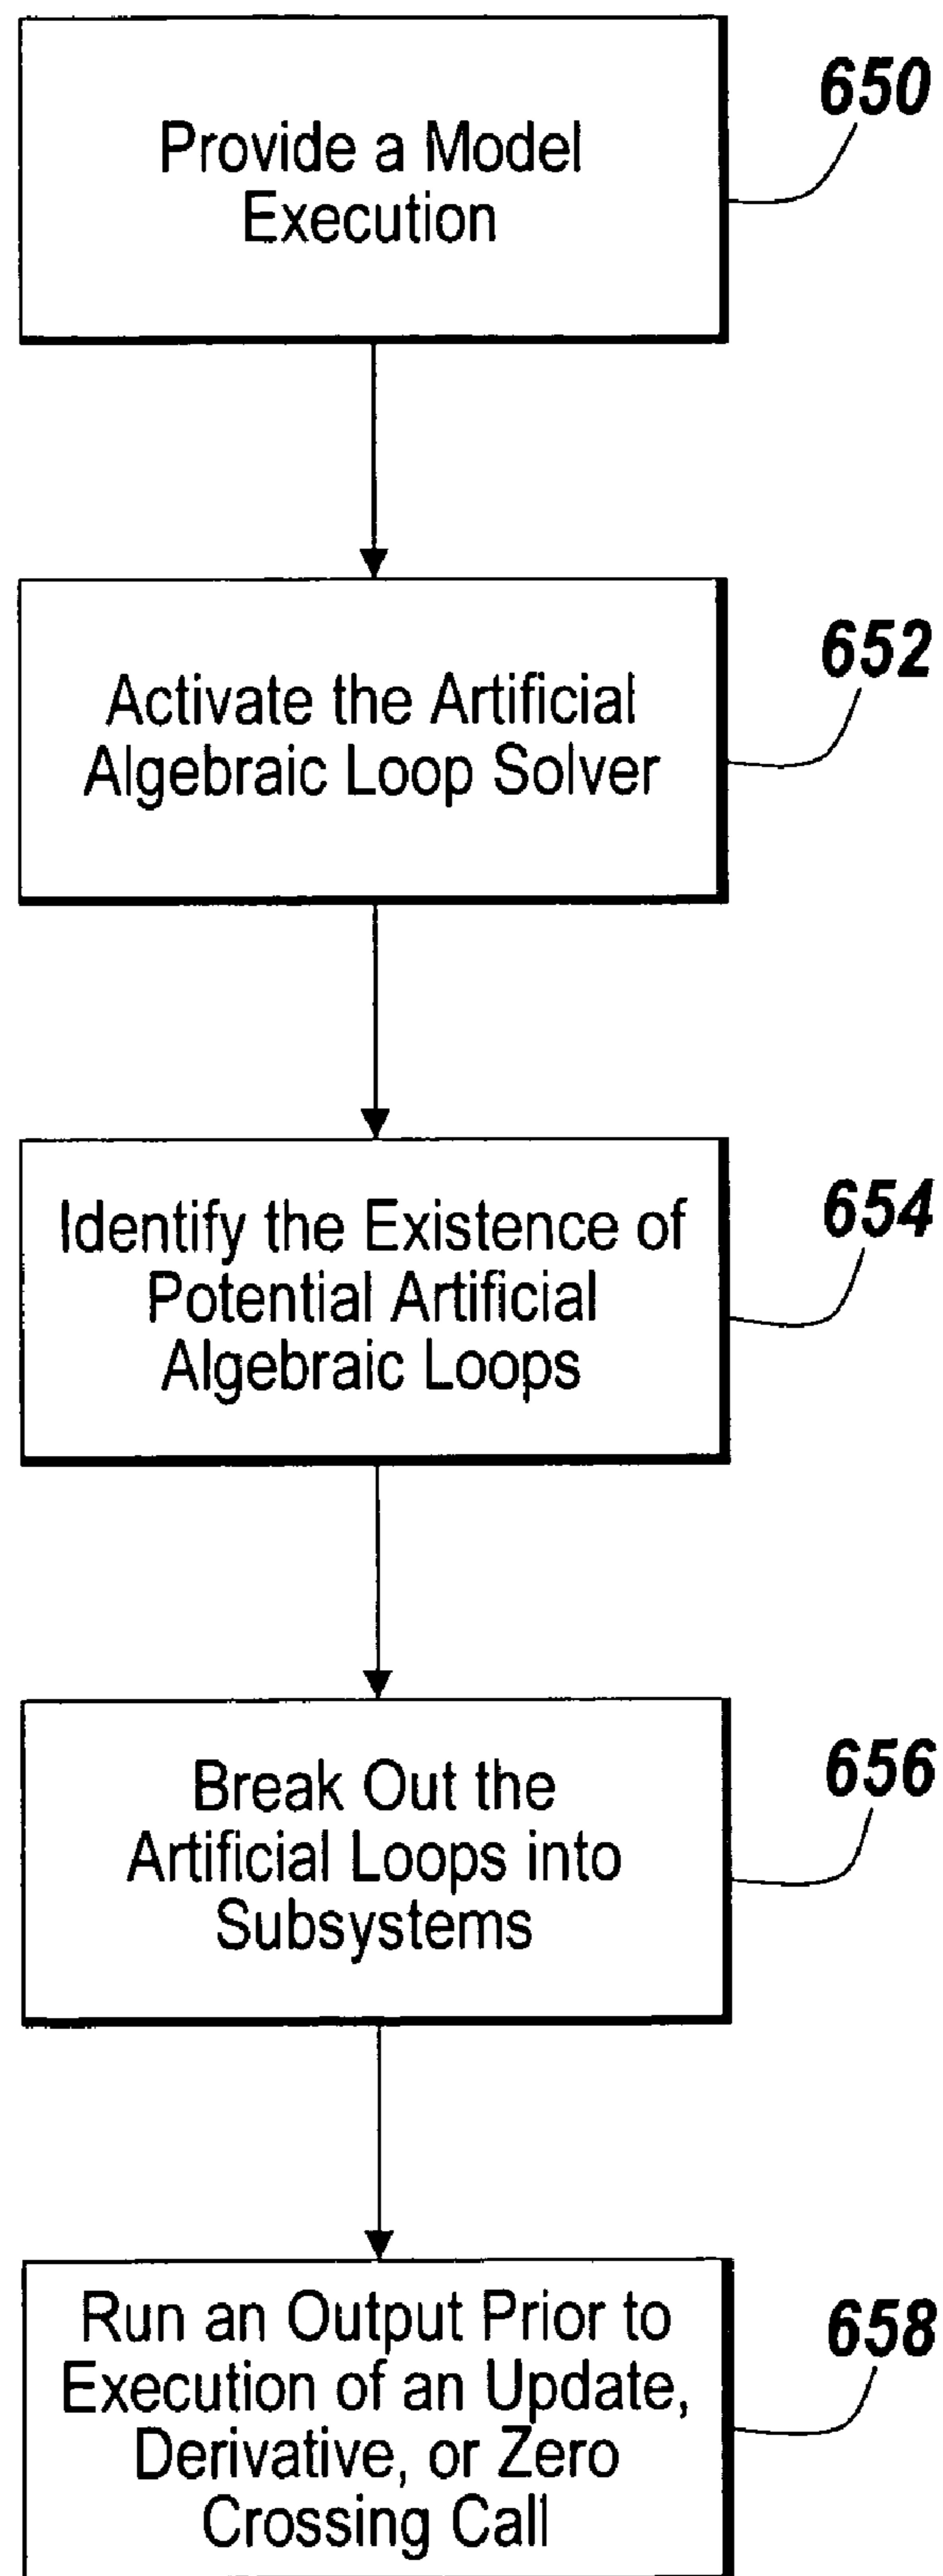 Provide a Model
Execution
650
Activate the Artificial
Algebraic Loop Solver
652
Identify the Existence of
Potential Artificial
Algebraic Loops
654
Break Out the
Artificial Loops into
Subsystems
656
Run an Output Prior to
Execution of an Update,
Derivative, or Zero
Crossing Call
658